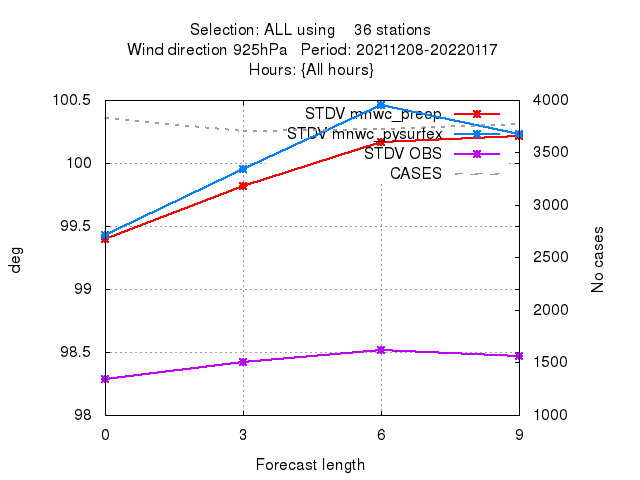 Selection: ALL using    36 stations
Wind direction 925hPa   Period: 20211208-20220117
Hours: {All hours}
100.5
100
99.5
99
98.5
98
deg
STDV mnwc_preop
STDV mnwc_pysurfex
STDV OBS
CASES
4000
3500
3000
2500
2000
1500
1000
No cases
0 3 6 9
Forecast length